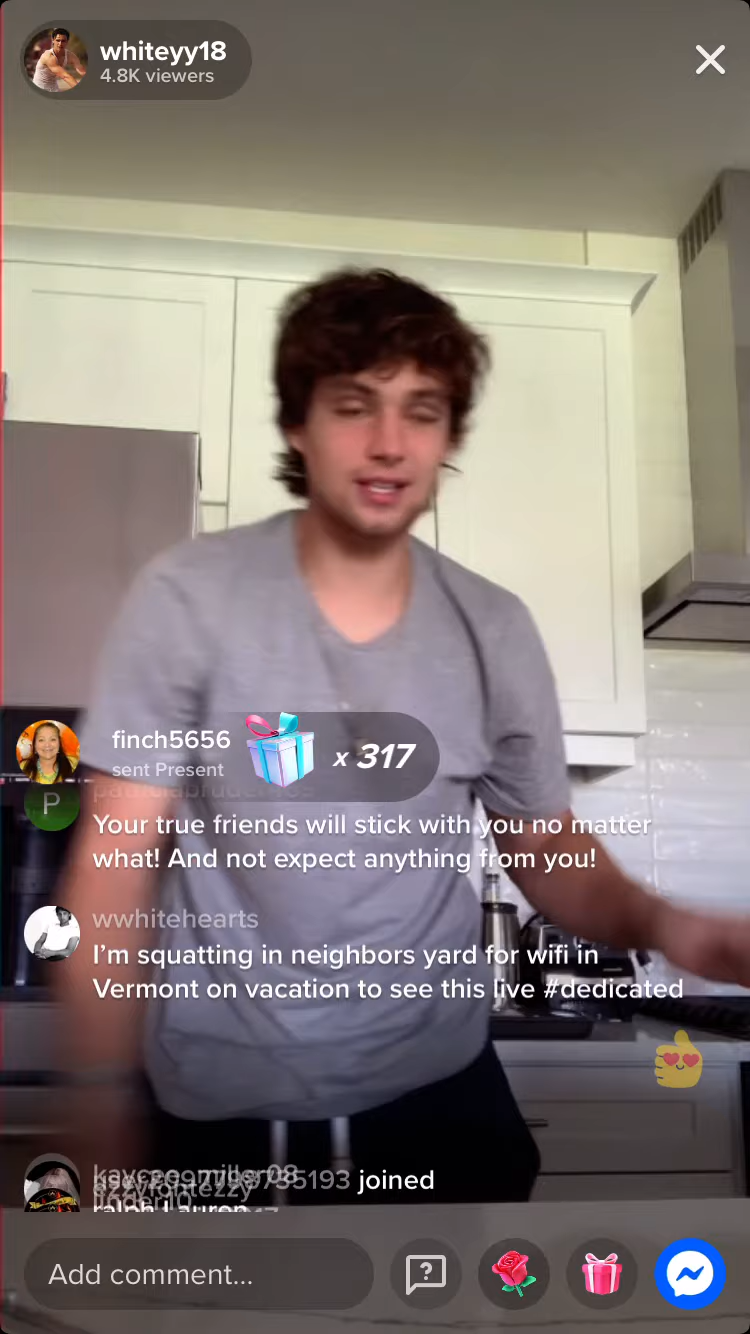 whiteyy18
4.8K viewers
finch5656
sent Present
x 317
P
Your true friends will stick with you no matter
what! And not expect anything from you!
wwhitehearts
I'm squatting in neighbors yard for wifi in
Vermont on vacation to see this live #dedicated
joined
ralph Lauren
Add comment...